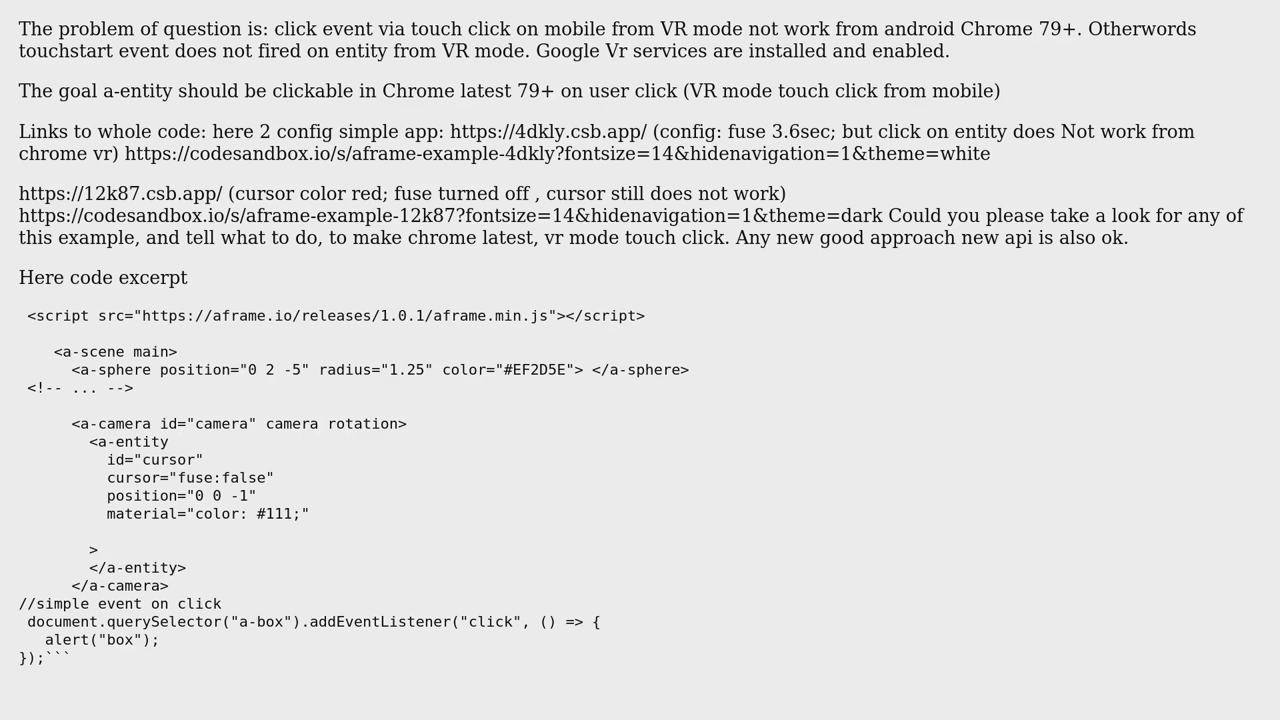 The problem of question is: click event via touch click on mobile from VR mode not work from android Chrome 79+. Otherwords
touchstart event does not fired on entity from VR mode. Google Vr services are installed and enabled.
The goal a-entity should be clickable in Chrome latest 79+ on user click (VR mode touch click from mobile)
Links to whole code: here 2 config simple app: https://4dkly.csb.app/ (config: fuse 3.6sec; but click on entity does Not work from
chrome vr) https://codesandbox.io/s/aframe-example-4dkly?fontsize=14&hidenavigation=1&theme=white
https://12k87.csb.app/ (cursor color red; fuse turned off , cursor still does not work)
https://codesandbox.io/s/aframe-example-12k87?fontsize=14&hidenavigation=1&theme=dark Could you please take a look for any of
this example, and tell what to do, to make chrome latest, vr mode touch click. Any new good approach new api is also ok.
Here code excerpt
<script src="https://aframe.io/releases/1.0.1/aframe.min.js"></script>
<a-scene main>
<a-sphere position="0 2 -5" radius="1.25" color="#EF2D5E"> </a-sphere>
<!-- ... -->
<a-camera id="camera" camera rotation>
<a-entity
id="cursor"
cursor="fuse:false"
position="0 0 -1"
material="color: #111;"
>
</a-entity>
</a-camera>
//simple event on click
document.querySelector("a-box").addEventListener("click", () => {
alert("box");
});```